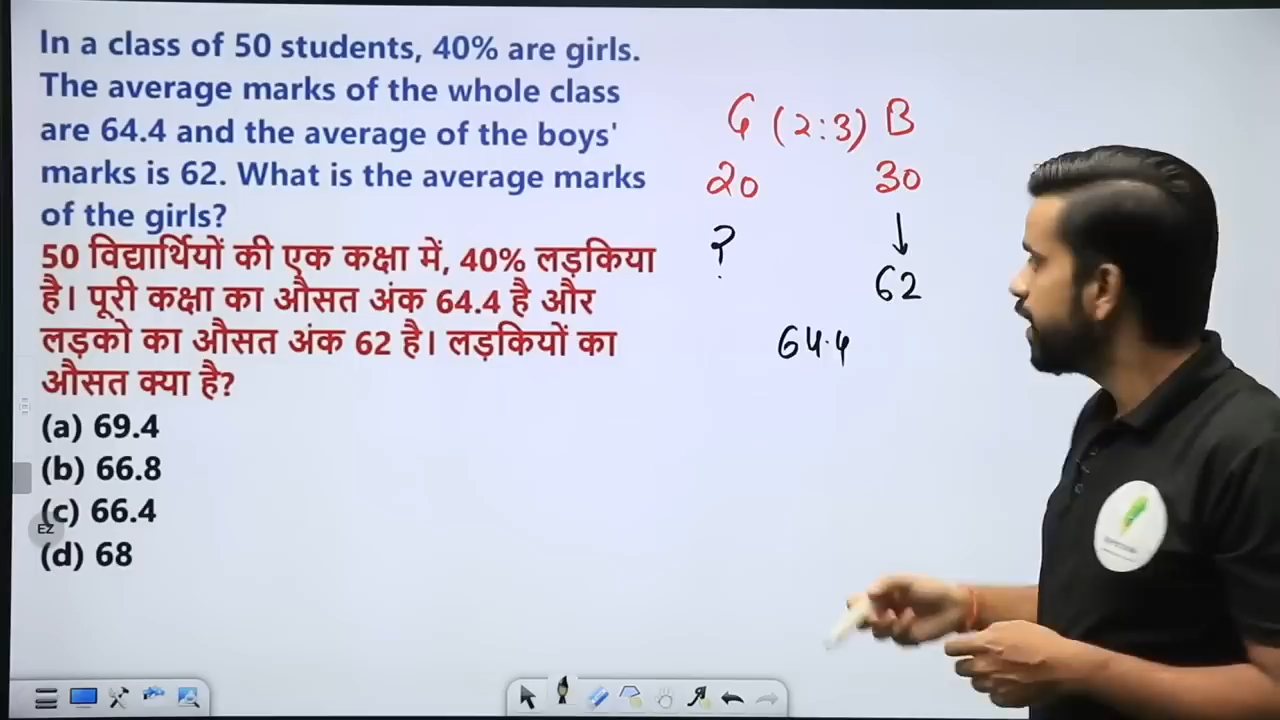 In a class of 50 students, 40% are girls.
The average marks of the whole class
are 64.4 and the average of the boys'
marks is 62. What is the average marks
of the girls?
50 विद्यार्थियों की एक कक्षा में, 40% लड़किया
है। पूरी कक्षा का औसत अंक 64.4 है और
लड़को का औसत अंक 62 है। लड़कियों का
औसत क्या है?
(a) 69.4
(b) 66.8
(c) 66.4
(d) 68
EZ
G (2:3) B
20 30
? 62
64.4